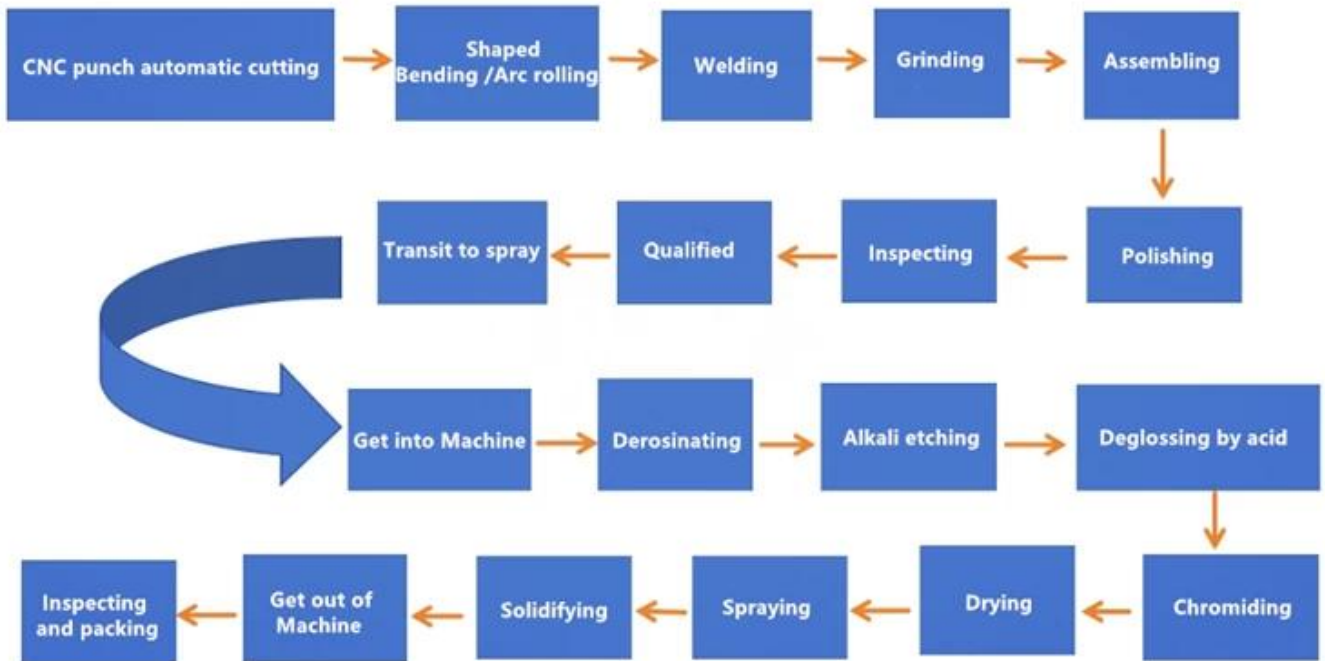 CNC punch automatic cutting
Shaped
Bending /Arc rolling
Welding
Grinding
Assembling
Polishing
Inspecting
Qualified
Transit to spray
Get into Machine
Derosinating
Alkali etching
Deglossing by acid
Chromiding
Drying
Spraying
Solidifying
Get out of
Machine
Inspecting
and packing